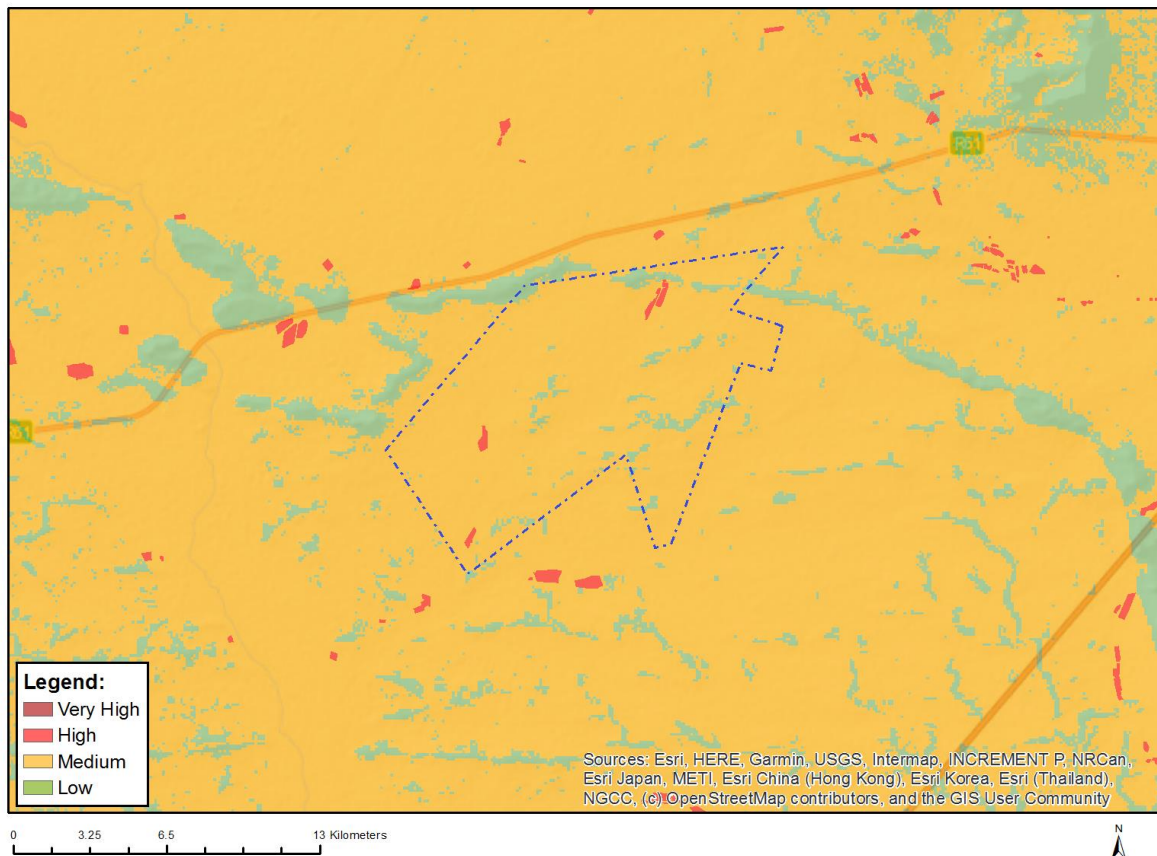 R61
R61
Legend:
Very High
High
Medium
Low
Sources: Esri, HERE, Garmin, USGS, Intermap, INCREMENT P, NRCan,
Esri Japan, METI, Esri China (Hong Kong), Esri Korea, Esri (Thailand),
NGCC, (c) OpenStreetMap contributors, and the GIS User Community
0 3.25 6.5 13 Kilometers
N